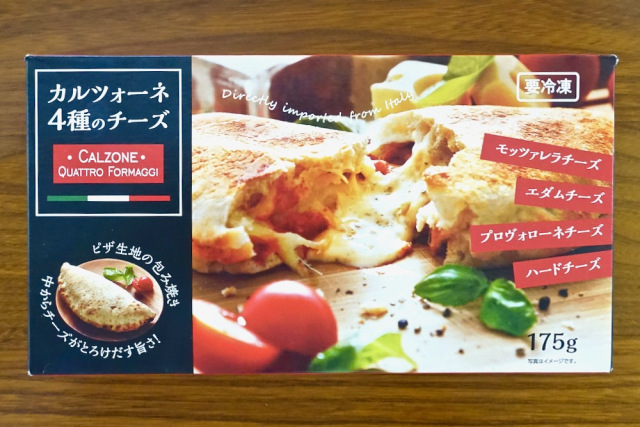 カルツォーネ
4種のチーズ
• CALZONE •
QUATTRO FORMAGGI
ピザ生地の包み焼き
中からチーズがとろけだす旨さ!
Directly imported from Italy
要冷凍
モッツァレラチーズ
エダムチーズ
プロヴォローネチーズ
ハードチーズ
175g
写真はイメージです。